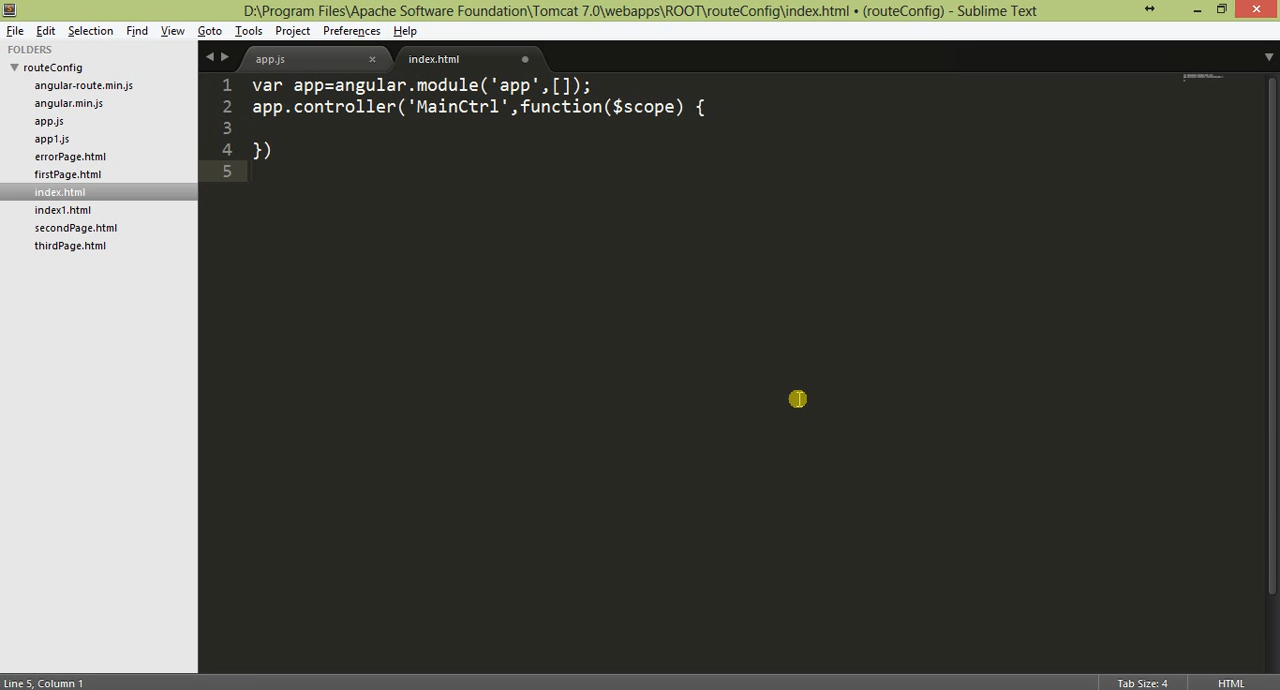 D:\Program Files\Apache Software Foundation\Tomcat 7.0\webapps\ROOT\routeConfig\index.html • (routeConfig) - Sublime Text
File Edit Selection Find View Goto Tools Project Preferences Help
FOLDERS
routeConfig
angular-route.min.js
angular.min.js
app.js
app1.js
errorPage.html
firstPage.html
index.html
index1.html
secondPage.html
thirdPage.html
app.js index.html
1 var app=angular.module('app',[]);
2 app.controller('MainCtrl',function($scope) {
3
4 })
5
Line 5, Column 1 Tab Size: 4 HTML